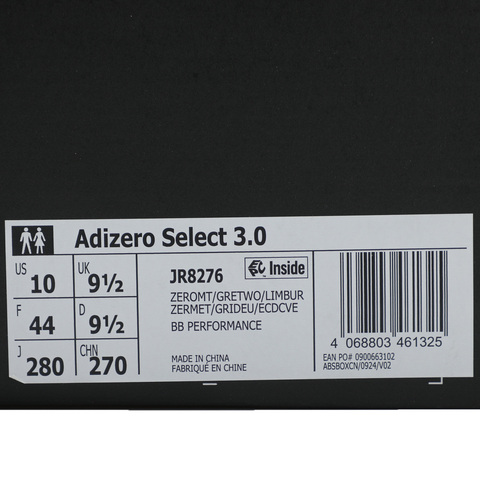 Adizero Select 3.0
US 10 UK 9½
F 44 D 9½
J 280 CHN 270
JR8276 Inside
ZEROMT/GRETWO/LIMBUR
ZERMET/GRIDEU/ECDCVE
BB PERFORMANCE
MADE IN CHINA
FABRIQUÉ EN CHINE
4 068803 461325
EAN PO# 0900663102
ABSBOXCN/0924/V02